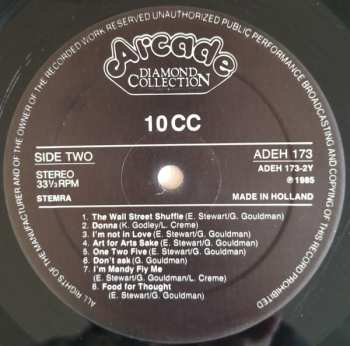 AND OF THE OWNER OF THE RECORDED WORK RESERVED UNAUTHORIZED PUBLIC PERFORMANCE BROADCASTING AND COPYING OF THIS RECORD PROHIBITED
Arcade
DIAMOND
COLLECTION
10CC
SIDE TWO
STEREO
33⅓ RPM
STEMRA
ADEH 173
ADEH 173-2Y
℗ 1985
MADE IN HOLLAND
1. The Wall Street Shuffle (E. Stewart/G. Gouldman)
2. Donna (K. Godley/L. Creme)
3. I'm not in Love (E. Stewart/G. Gouldman)
4. Art for Arts Sake (E. Stewart/G. Gouldman)
5. One Two Five (E. Stewart/G. Gouldman)
6. Don't ask (G. Gouldman)
7. I'm Mandy Fly Me
(E. Stewart/G. Gouldman/L. Creme)
8. Food for Thought
(E. Stewart/G. Gouldman)
ALL RIGHTS OF THE MANUFACTURER